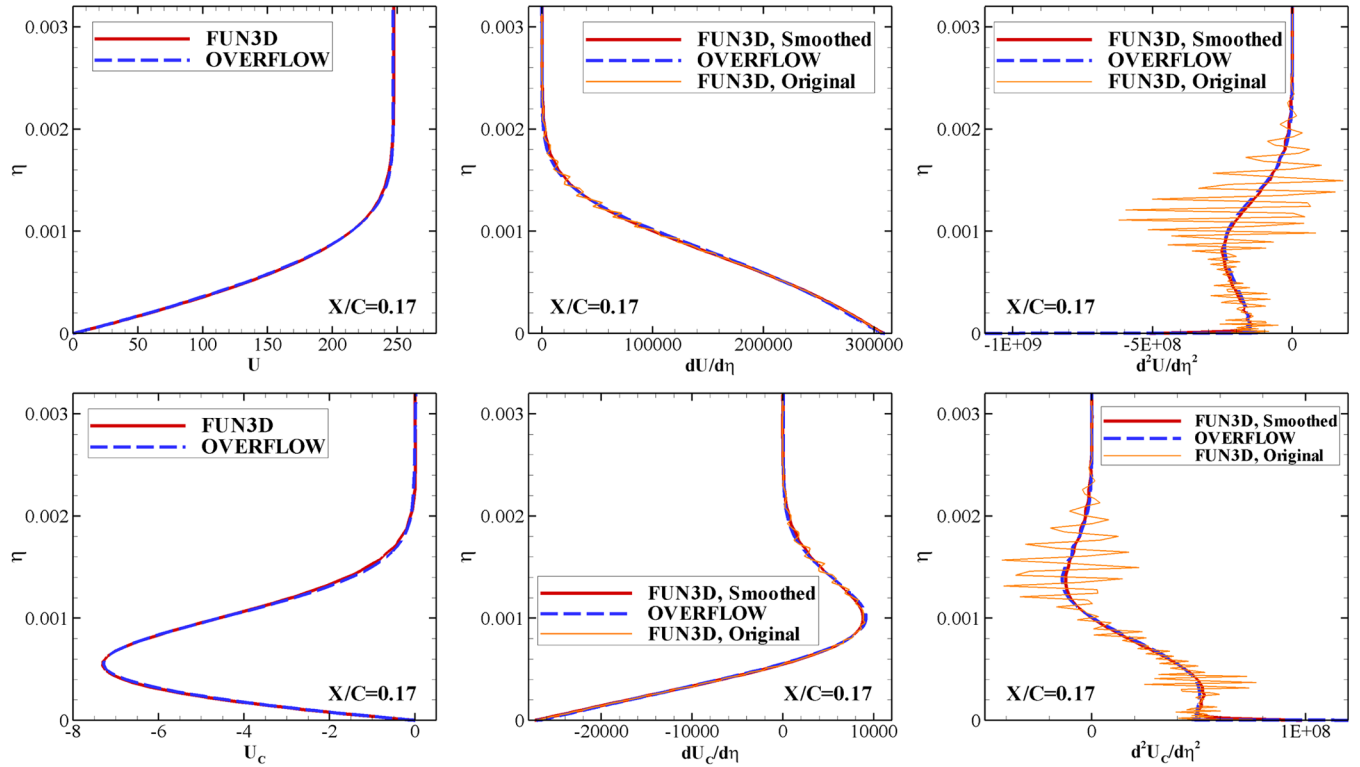 FUN3D
OVERFLOW
X/C=0.17
η
0.003
0.002
0.001
0
0 50 100 150 200 250
U
FUN3D, Smoothed
OVERFLOW
FUN3D, Original
X/C=0.17
η
0.003
0.002
0.001
0
0 100000 200000 300000
dU/dη
FUN3D, Smoothed
OVERFLOW
FUN3D, Original
X/C=0.17
η
0.003
0.002
0.001
0
-1E+09 -5E+08 0
d²U/dη²
FUN3D
OVERFLOW
X/C=0.17
η
0.003
0.002
0.001
0
-8 -6 -4 -2 0
U_C
FUN3D, Smoothed
OVERFLOW
FUN3D, Original
X/C=0.17
η
0.003
0.002
0.001
0
-20000 -10000 0 10000
dU_C/dη
FUN3D, Smoothed
OVERFLOW
FUN3D, Original
X/C=0.17
η
0.003
0.002
0.001
0
0 1E+08
d²U_C/dη²